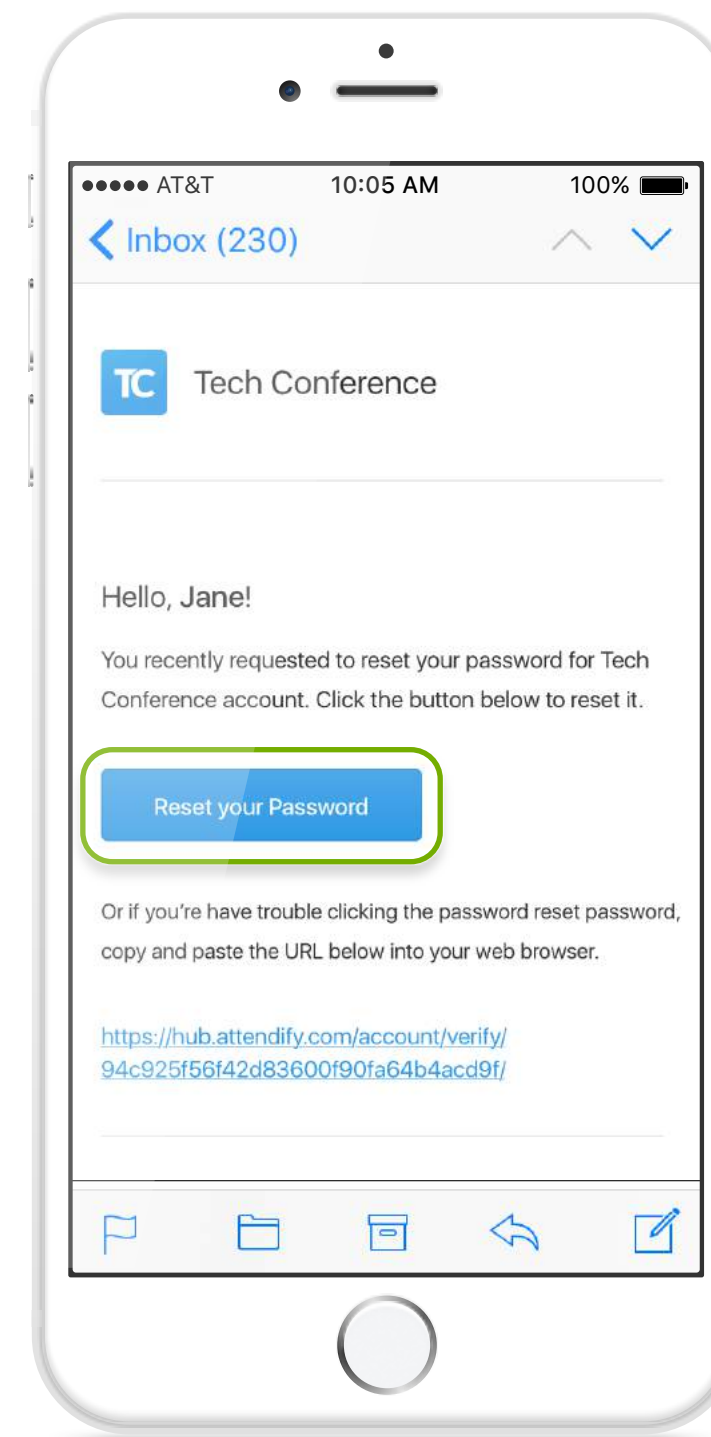 AT&T 10:05 AM 100%
Inbox (230)
TC Tech Conference
Hello, Jane!
You recently requested to reset your password for Tech
Conference account. Click the button below to reset it.
Reset your Password
Or if you're have trouble clicking the password reset password,
copy and paste the URL below into your web browser.
https://hub.attendify.com/account/verify/
94c925f56f42d83600f90fa64b4acd9f/